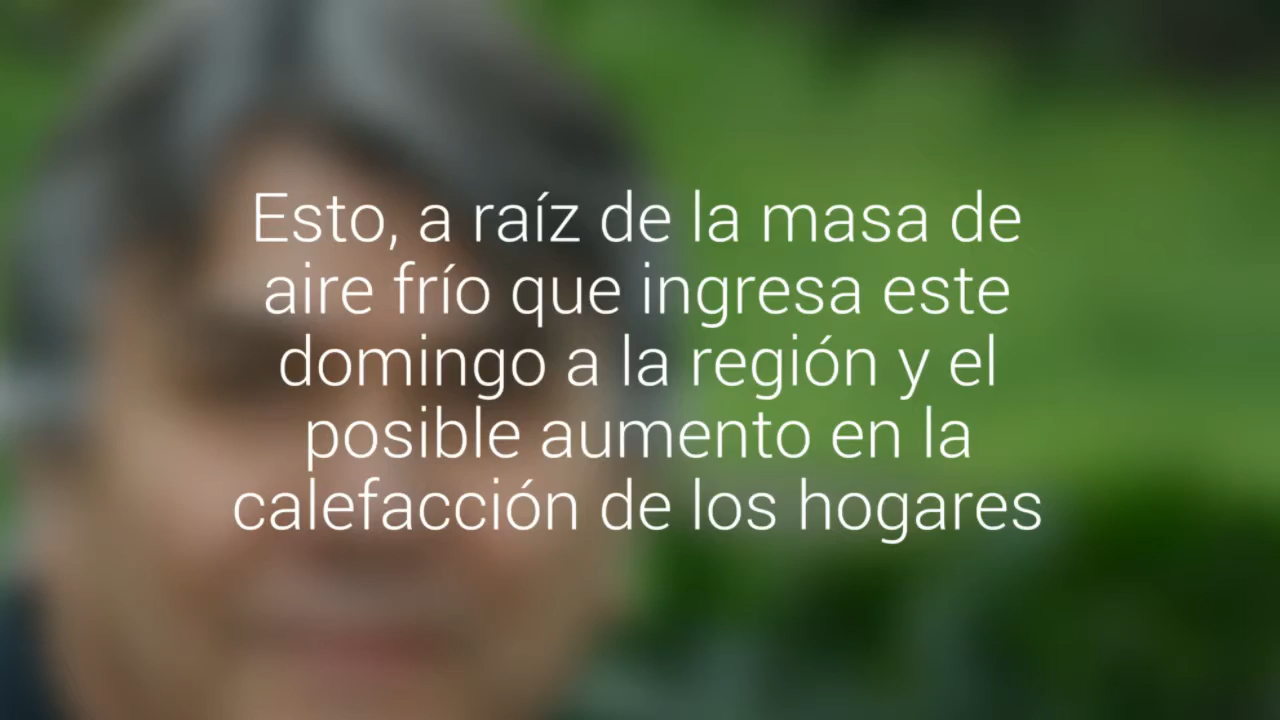 Esto, a raíz de la masa de
aire frío que ingresa este
domingo a la región y el
posible aumento en la
calefacción de los hogares